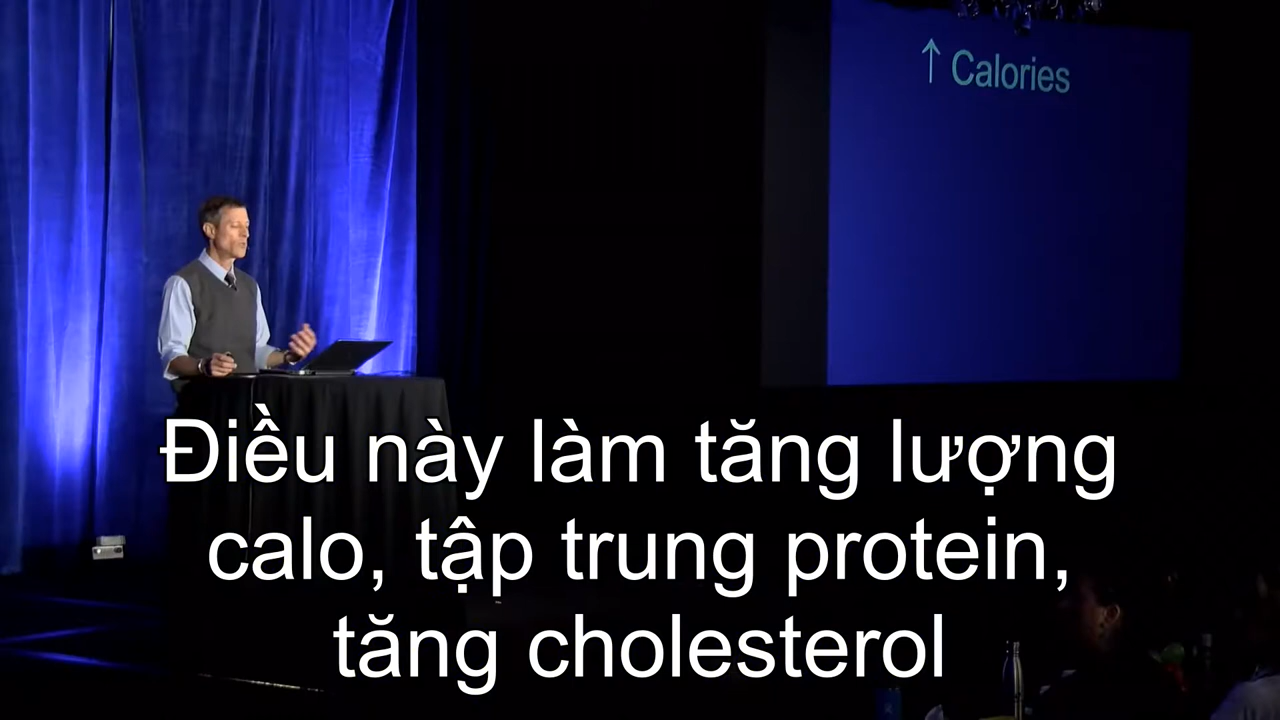 ↑ Calories
Điều này làm tăng lượng
calo, tập trung protein,
tăng cholesterol